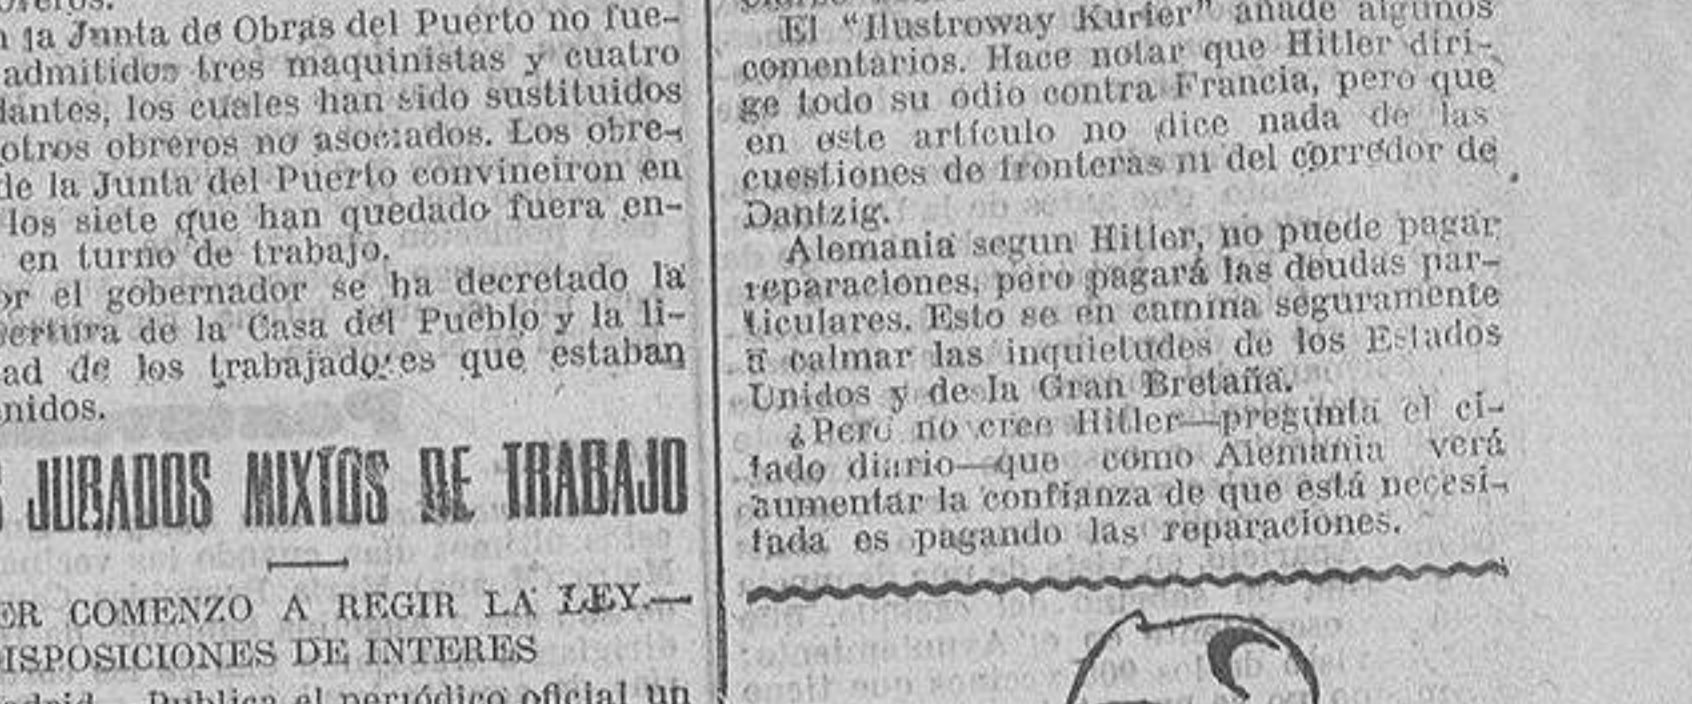 la Junta de Obras del Puerto no fue-
admitidos tres maquinistas y cuatro
dantes, los cuales han sido sustituidos
otros obreros no asociados. Los obre-
de la Junta del Puerto convineiron en
los siete que han quedado fuera en-
en turno de trabajo.
or el gobernador se ha decretado la
ertura de la Casa del Pueblo y la li-
ad de los trabajadores que estaban
nidos.
JURADOS MIXTOS DE TRABAJO
ER COMENZO A REGIR LA LEY.—
ISPOSICIONES DE INTERES
Publica el periódico oficial un
El "Ilustroway Kurier" añade algunos
comentarios. Hace notar que Hitler diri-
ge todo su odio contra Francia, pero que
en este artículo no dice nada de las
cuestiones de fronteras ni del corredor de
Dantzig.
Alemania segun Hitler, no puede pagar
reparaciones, pero pagará las deudas par-
ticulares. Esto se en camina seguramente
a calmar las inquietudes de los Estados
Unidos y de la Gran Bretaña.
¿Pero no cree Hitler—pregunta el ci-
tado diario—que como Alemania verá
aumentar la confianza de que está necesi-
tada es pagando las reparaciones.